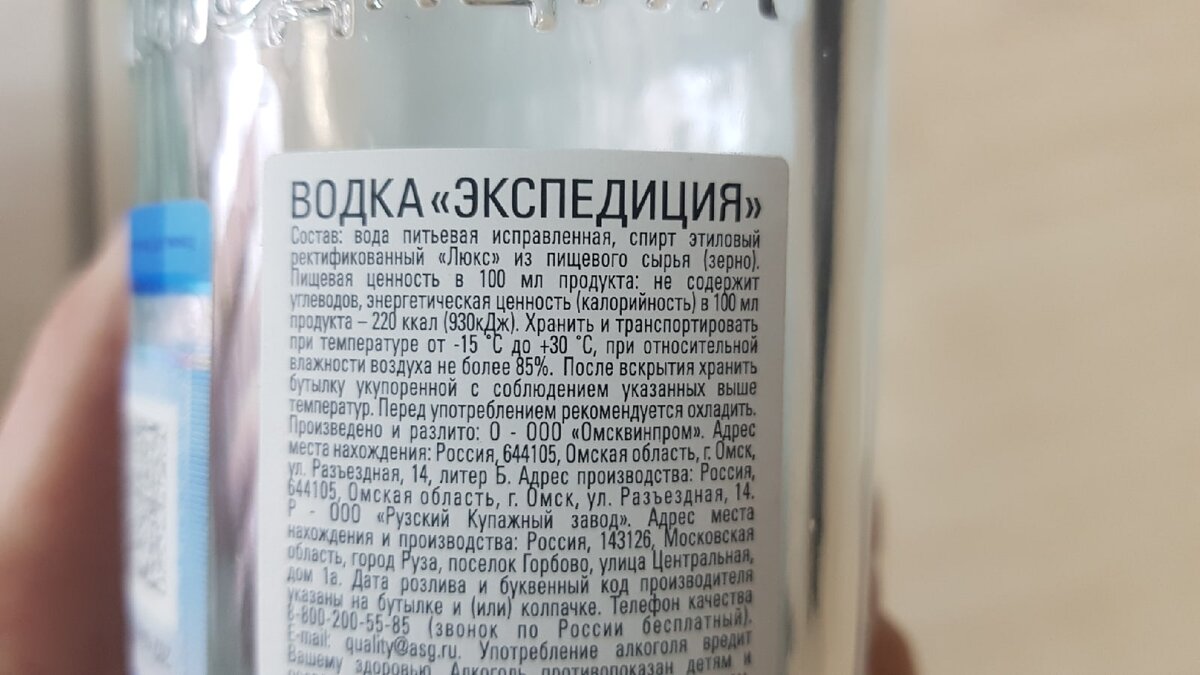 ВОДКА «ЭКСПЕДИЦИЯ»
Состав: вода питьевая исправленная, спирт этиловый
ректификованный «Люкс» из пищевого сырья (зерно).
Пищевая ценность в 100 мл продукта: не содержит
углеводов, энергетическая ценность (калорийность) в 100 мл
продукта – 220 ккал (930кДж). Хранить и транспортировать
при температуре от -15 ˚С до +30 ˚С, при относительной
влажности воздуха не более 85%. После вскрытия хранить
бутылку укупоренной с соблюдением указанных выше
температур. Перед употреблением рекомендуется охладить.
Произведено и разлито: О - ООО «Омсквинпром». Адрес
места нахождения: Россия, 644105, Омская область, г. Омск,
ул. Разъездная, 14, литер Б. Адрес производства: Россия,
644105, Омская область, г. Омск, ул. Разъездная, 14.
Р - ООО «Рузский Купажный завод». Адрес места
нахождения и производства: Россия, 143126, Московская
область, город Руза, поселок Горбово, улица Центральная,
дом 1а. Дата розлива и буквенный код производителя
указаны на бутылке и (или) колпачке. Телефон качества
8-800-200-55-85 (звонок по России бесплатный).
E-mail: quality@asg.ru. Употребление алкоголя вредит
Вашему здоровью. Алкоголь противопоказан детям и